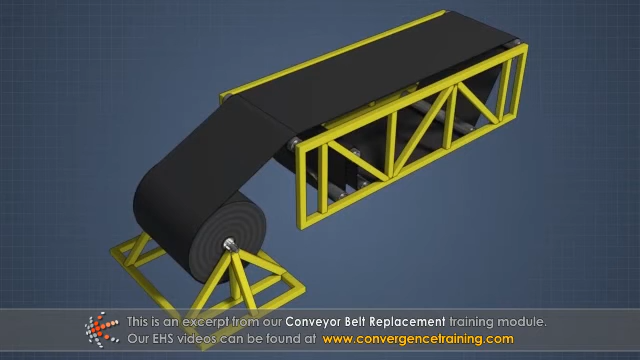 This is an excerpt from our Conveyor Belt Replacement training module.
Our EHS videos can be found at www.convergencetraining.com